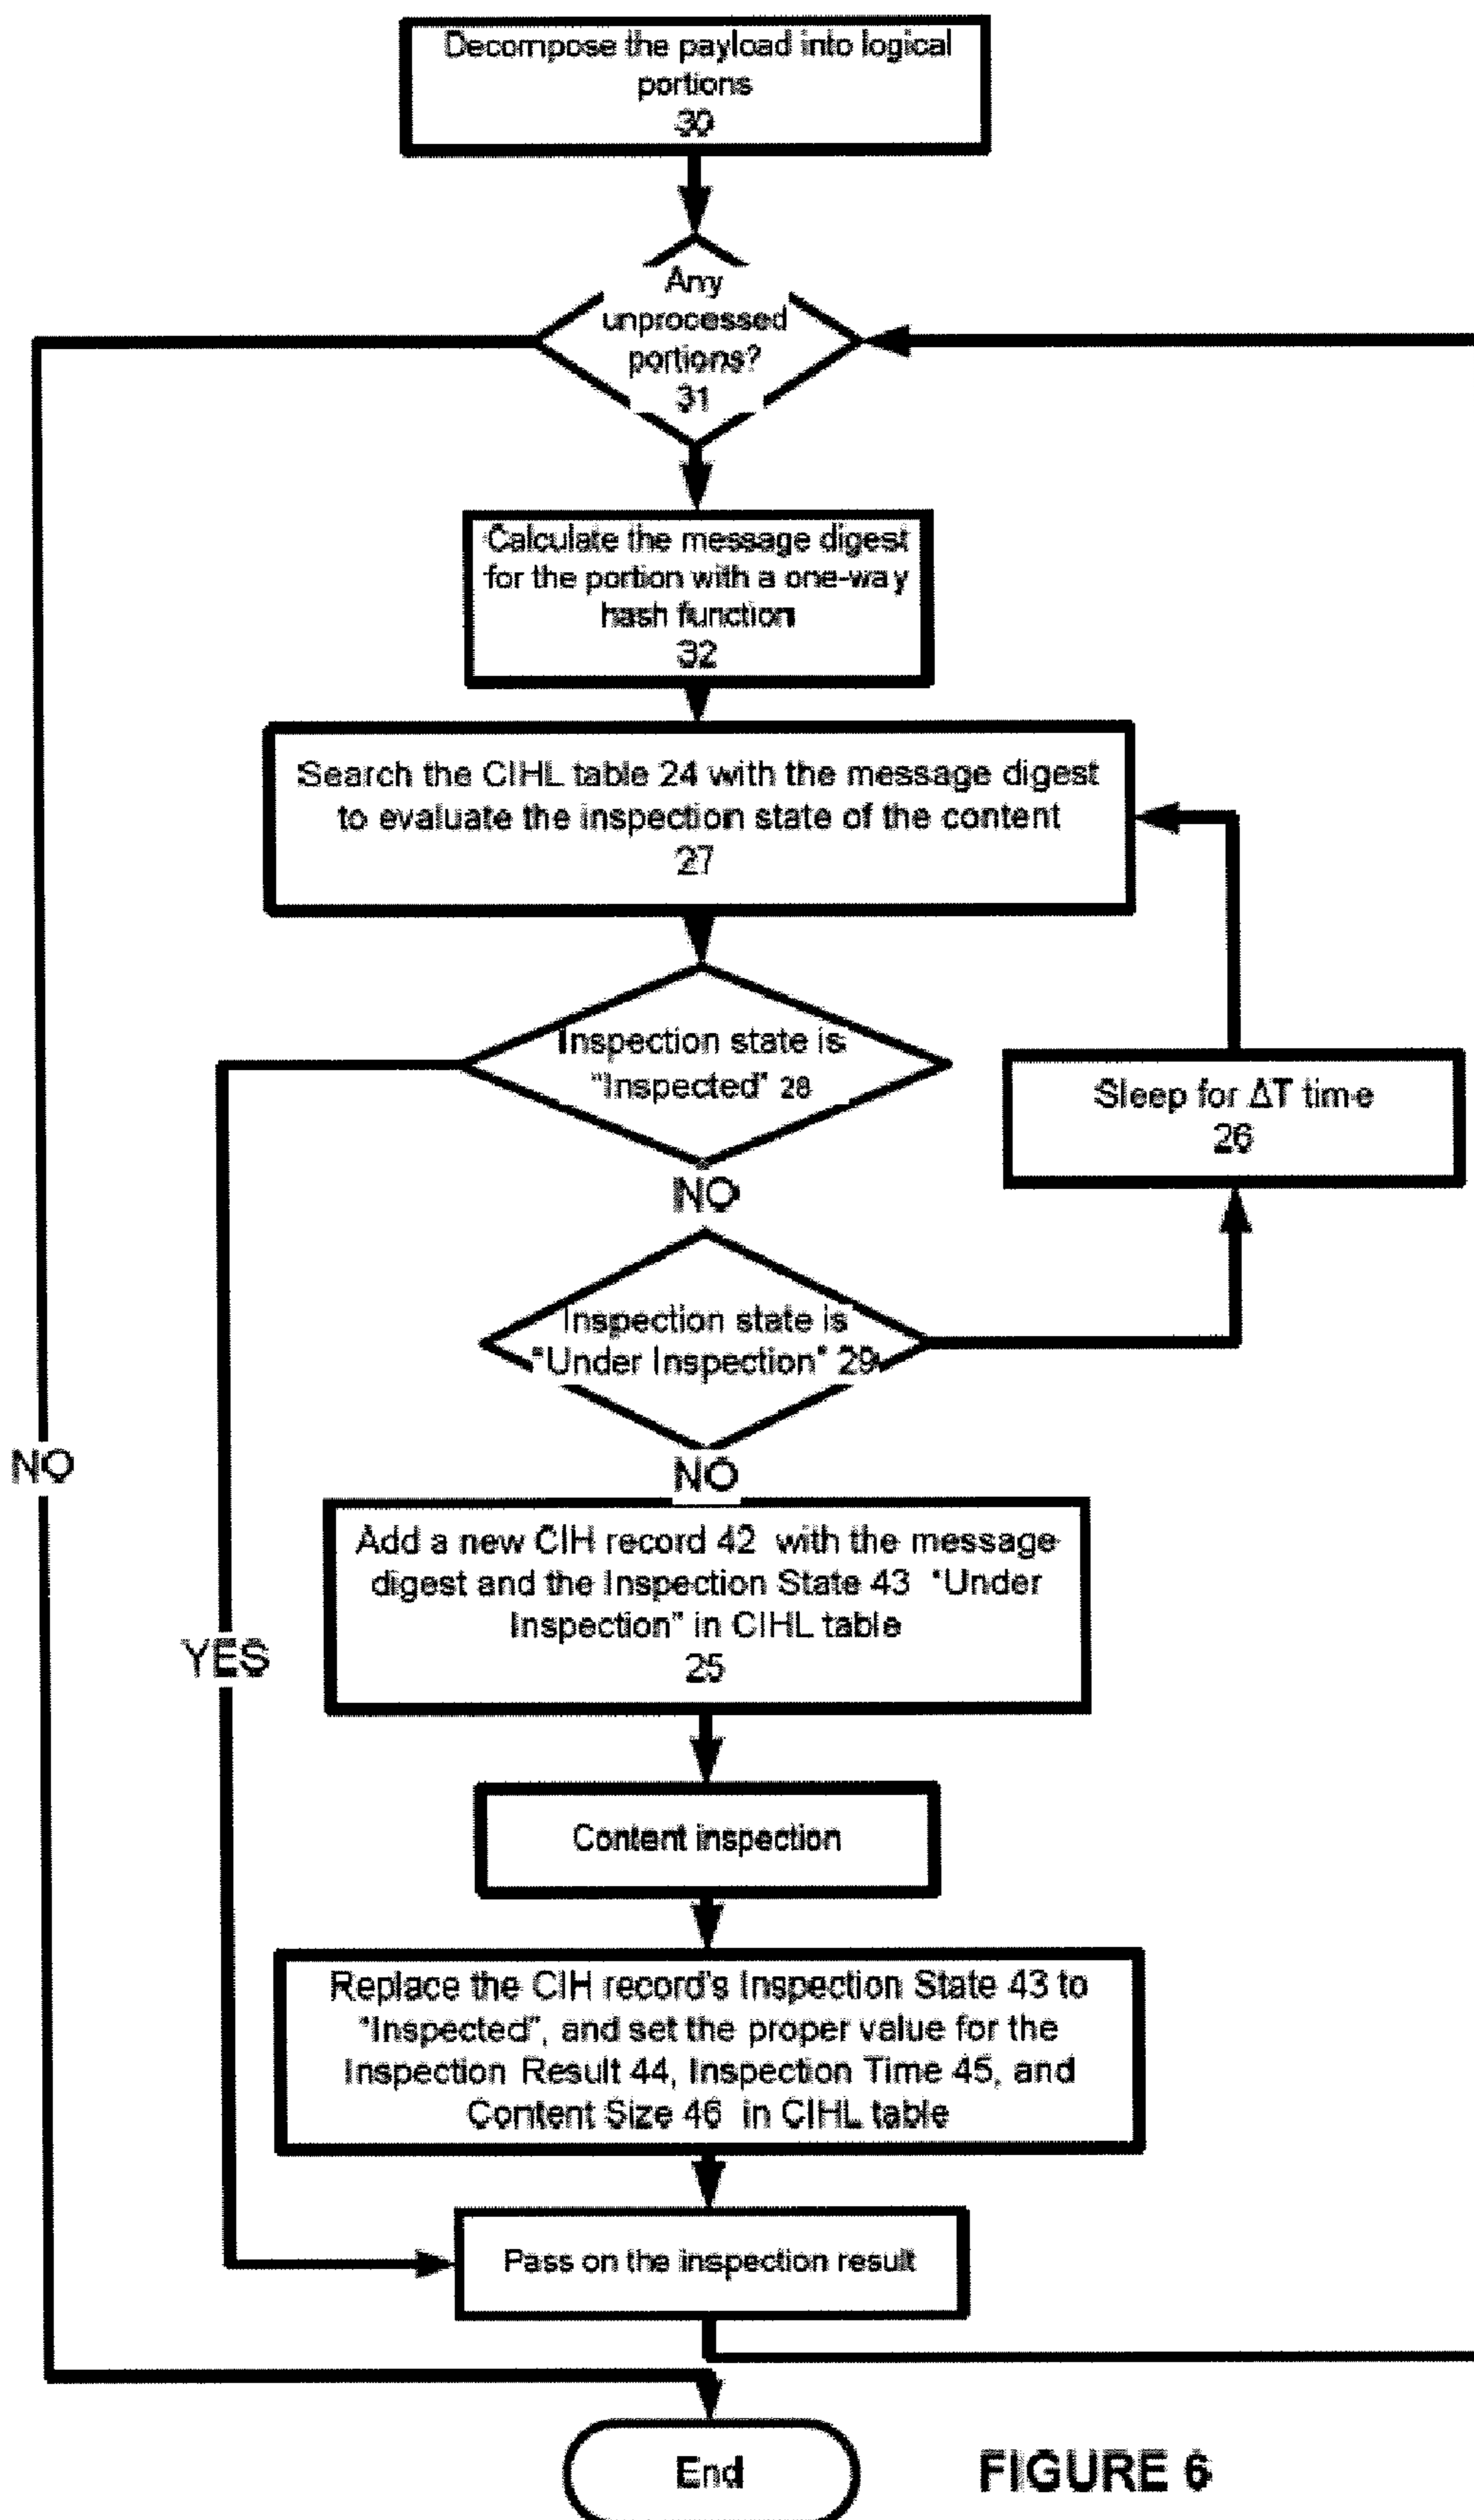 Decompose the payload into logical
portions
30
Any
unprocessed
portions?
31
Calculate the message digest
for the portion with a one-way
hash function
32
Search the CIHL table 24 with the message digest
to evaluate the inspection state of the content
27
Inspection state is
"Inspected" 28
Sleep for ΔT time
26
NO
Inspection state is
"Under Inspection" 29
NO
NO
Add a new CIH record 42 with the message
digest and the Inspection State 43 "Under
Inspection" in CIHL table
25
YES
Content inspection
Replace the CIH record's Inspection State 43 to
"Inspected", and set the proper value for the
Inspection Result 44, Inspection Time 45, and
Content Size 46 in CIHL table
Pass on the inspection result
End
FIGURE 6